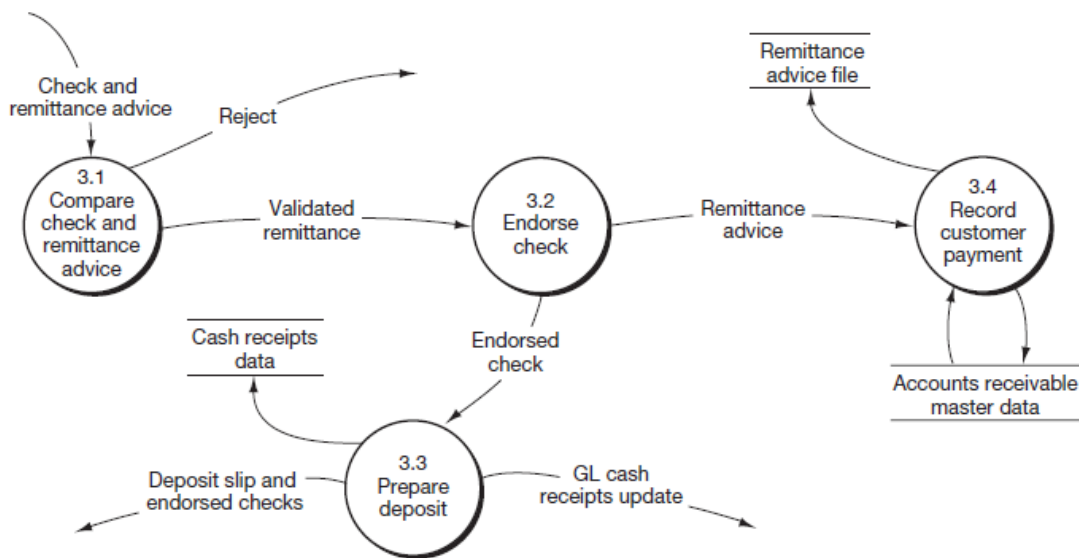 Remittance
advice file
Check and
remittance advice
Reject
3.1
Compare
check and
remittance
advice
Validated
remittance
3.2
Endorse
check
Remittance
advice
3.4
Record
customer
payment
Cash receipts
data
Endorsed
check
Accounts receivable
master data
Deposit slip and
endorsed checks
3.3
Prepare
deposit
GL cash
receipts update